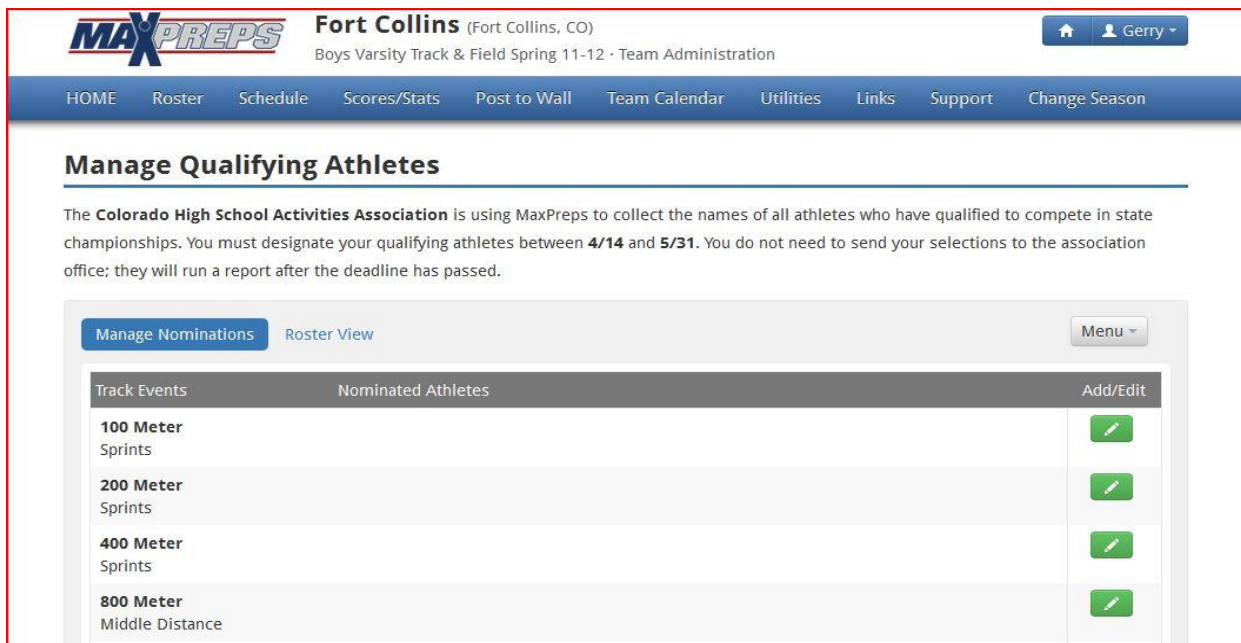 MAXPREPS
Fort Collins (Fort Collins, CO)
Boys Varsity Track & Field Spring 11-12 · Team Administration
Gerry
HOME Roster Schedule Scores/Stats Post to Wall Team Calendar Utilities Links Support Change Season
Manage Qualifying Athletes
The Colorado High School Activities Association is using MaxPreps to collect the names of all athletes who have qualified to compete in state
championships. You must designate your qualifying athletes between 4/14 and 5/31. You do not need to send your selections to the association
office; they will run a report after the deadline has passed.
Manage Nominations Roster View Menu
Track Events Nominated Athletes Add/Edit
100 Meter
Sprints
200 Meter
Sprints
400 Meter
Sprints
800 Meter
Middle Distance